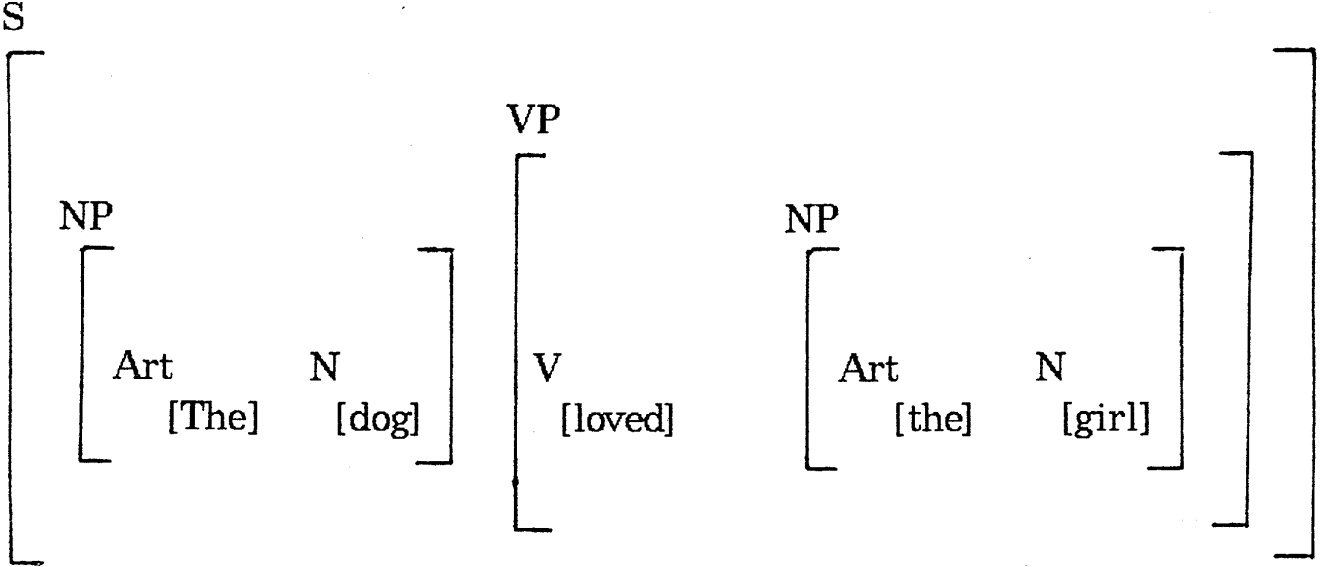 S
VP
NP NP
Art N V Art N
[The] [dog] [loved] [the] [girl]